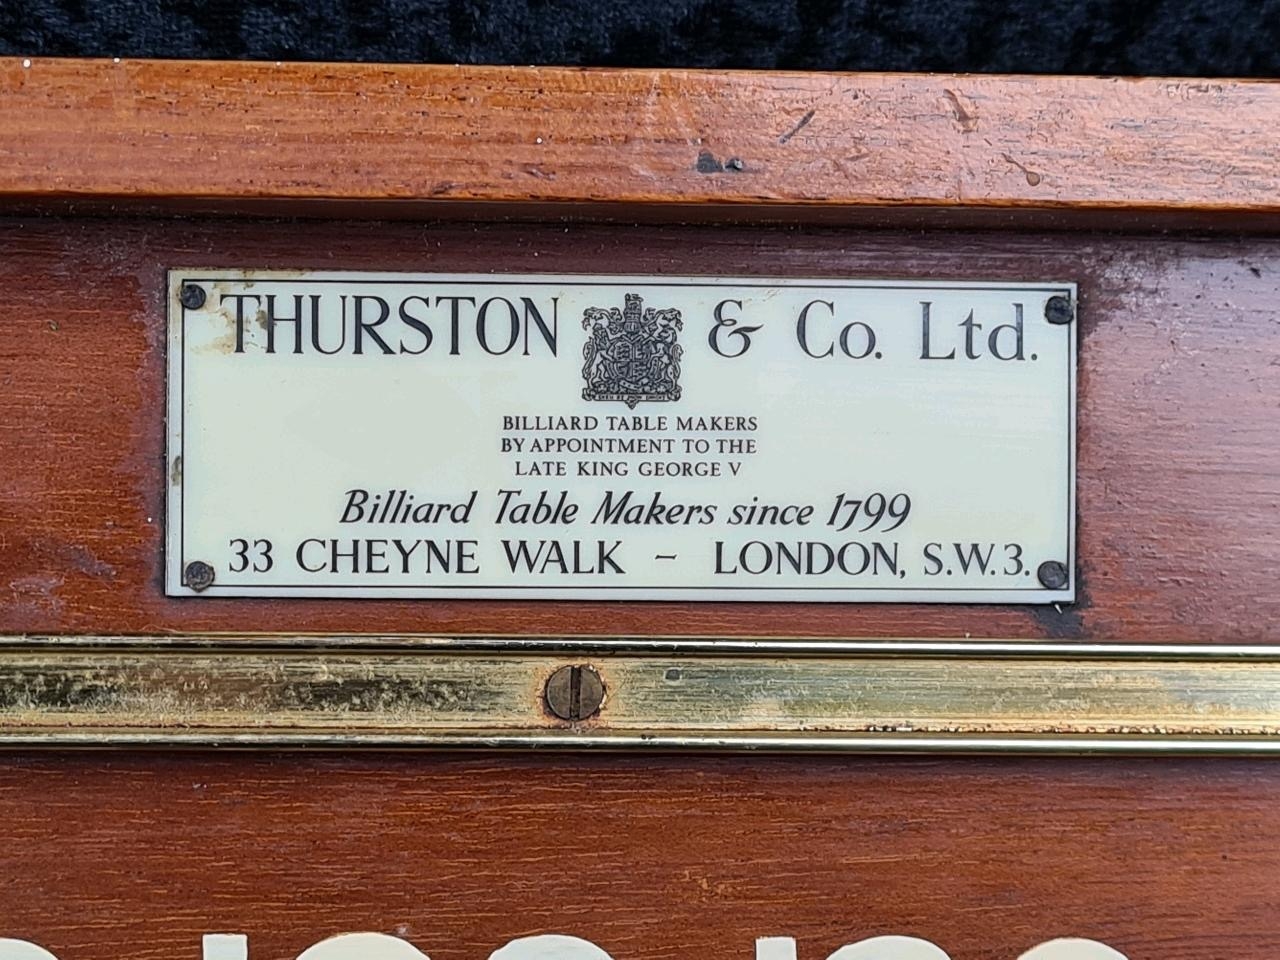 THURSTON & Co. Ltd.
BILLIARD TABLE MAKERS
BY APPOINTMENT TO THE
LATE KING GEORGE V
Billiard Table Makers since 1799
33 CHEYNE WALK – LONDON, S.W.3.